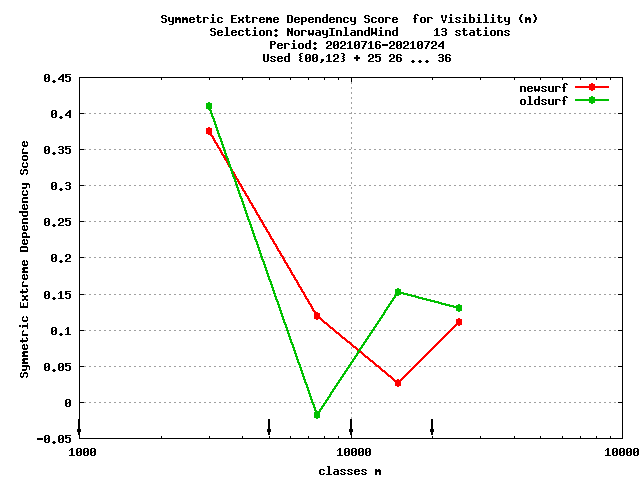 Symmetric Extreme Dependency Score for Visibility (m)
Selection: NorwayInlandWind 13 stations
Period: 20210716-20210724
Used {00,12} + 25 26 ... 36
newsurf
oldsurf
0.45
0.4
0.35
0.3
0.25
0.2
0.15
0.1
0.05
0
-0.05
Symmetric Extreme Dependency Score
1000 10000 10000
classes m